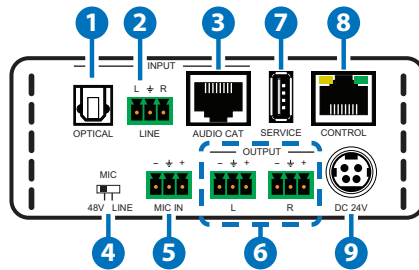 1 2 3 7 8
INPUT
L R
OPTICAL LINE AUDIO CAT SERVICE CONTROL
MIC
OUTPUT
− + − + − +
48V LINE MIC IN L R DC 24V
4 5 6 9